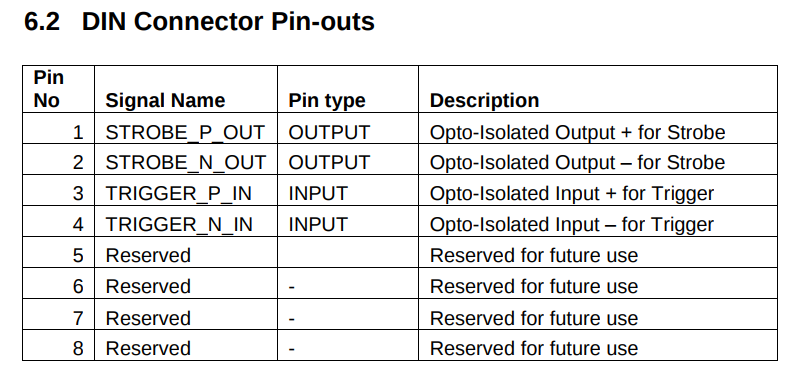 6.2 DIN Connector Pin-outs
Pin No Signal Name Pin type Description
1 STROBE_P_OUT OUTPUT Opto-Isolated Output + for Strobe
2 STROBE_N_OUT OUTPUT Opto-Isolated Output – for Strobe
3 TRIGGER_P_IN INPUT Opto-Isolated Input + for Trigger
4 TRIGGER_N_IN INPUT Opto-Isolated Input – for Trigger
5 Reserved Reserved for future use
6 Reserved - Reserved for future use
7 Reserved - Reserved for future use
8 Reserved - Reserved for future use